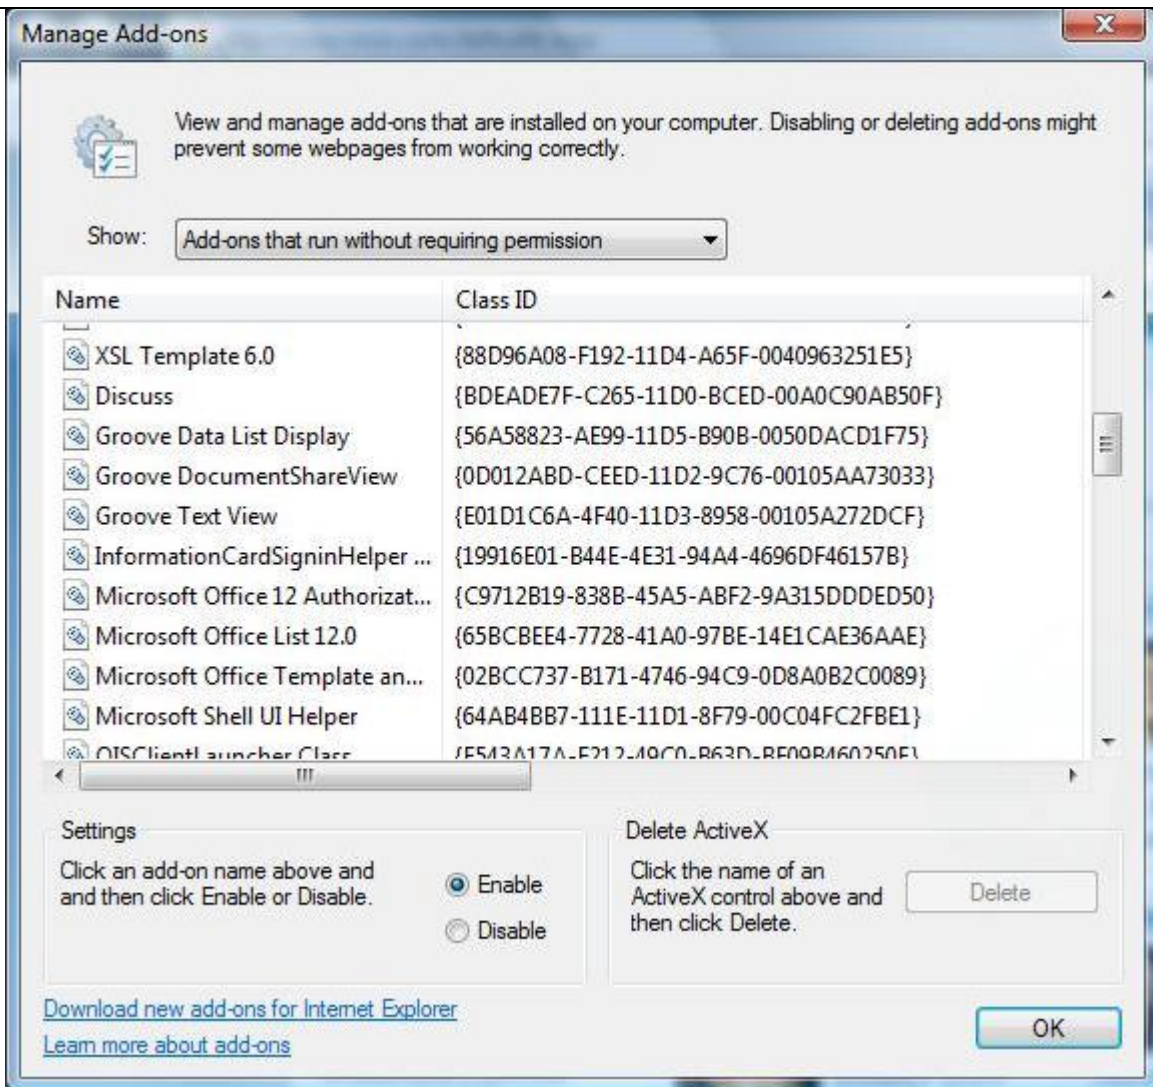 Manage Add-ons
View and manage add-ons that are installed on your computer. Disabling or deleting add-ons might
prevent some webpages from working correctly.
Show: Add-ons that run without requiring permission
Name Class ID
XSL Template 6.0 {88D96A08-F192-11D4-A65F-0040963251E5}
Discuss {BDEADE7F-C265-11D0-BCED-00A0C90AB50F}
Groove Data List Display {56A58823-AE99-11D5-B90B-0050DACD1F75}
Groove DocumentShareView {0D012ABD-CEED-11D2-9C76-00105AA73033}
Groove Text View {E01D1C6A-4F40-11D3-8958-00105A272DCF}
InformationCardSigninHelper ... {19916E01-B44E-4E31-94A4-4696DF46157B}
Microsoft Office 12 Authorizat... {C9712B19-838B-45A5-ABF2-9A315DDDED50}
Microsoft Office List 12.0 {65BCBEE4-7728-41A0-97BE-14E1CAE36AAE}
Microsoft Office Template an... {02BCC737-B171-4746-94C9-0D8A0B2C0089}
Microsoft Shell UI Helper {64AB4BB7-111E-11D1-8F79-00C04FC2FBE1}
OISClientLauncher Class
Settings
Click an add-on name above and
and then click Enable or Disable.
Enable
Disable
Delete ActiveX
Click the name of an
ActiveX control above and
then click Delete.
Delete
Download new add-ons for Internet Explorer
Learn more about add-ons
OK